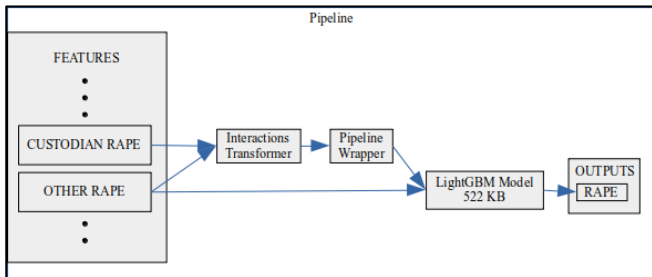 Pipeline
FEATURES
CUSTODIAN RAPE
OTHER RAPE
Interactions
Transformer
Pipeline
Wrapper
LightGBM Model
522 KB
OUTPUTS
RAPE